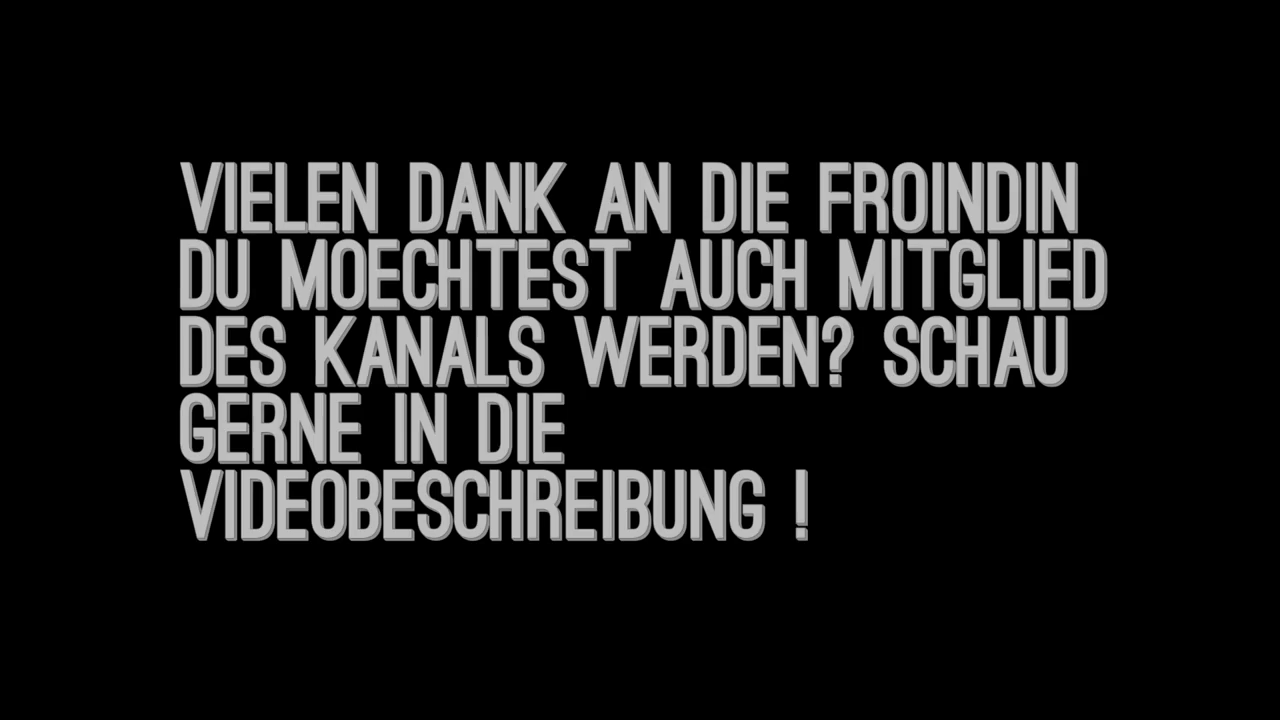 VIELEN DANK AN DIE FROINDIN
DU MOECHTEST AUCH MITGLIED
DES KANALS WERDEN? SCHAU
GERNE IN DIE
VIDEOBESCHREIBUNG !